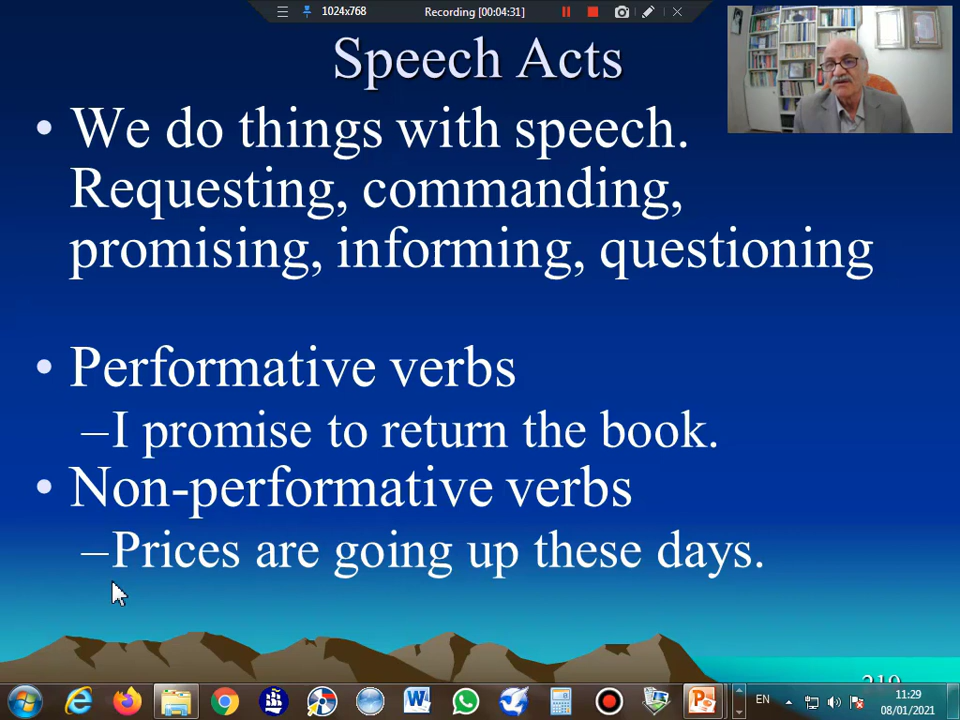 1024x768
Recording [00:04:31]
Speech Acts
• We do things with speech.
Requesting, commanding,
promising, informing, questioning
• Performative verbs
–I promise to return the book.
• Non-performative verbs
–Prices are going up these days.
EN
11:29
08/01/2021